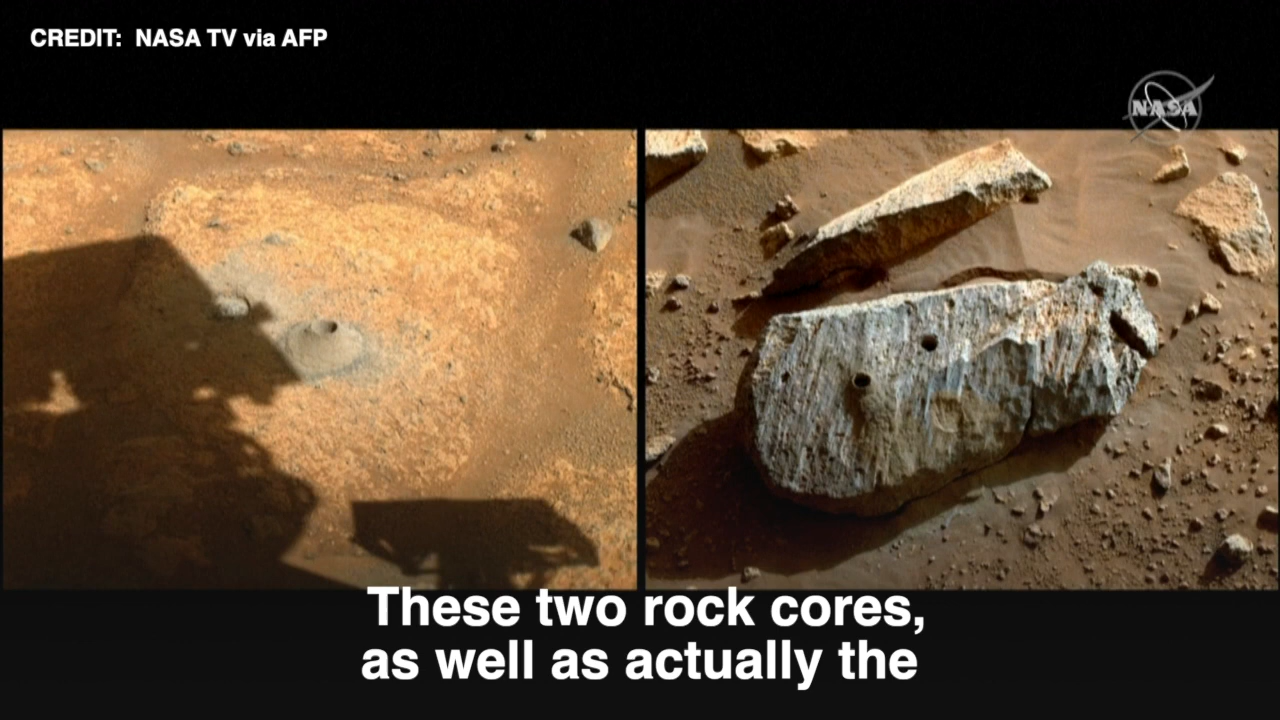 CREDIT: NASA TV via AFP
NASA
These two rock cores,
as well as actually the